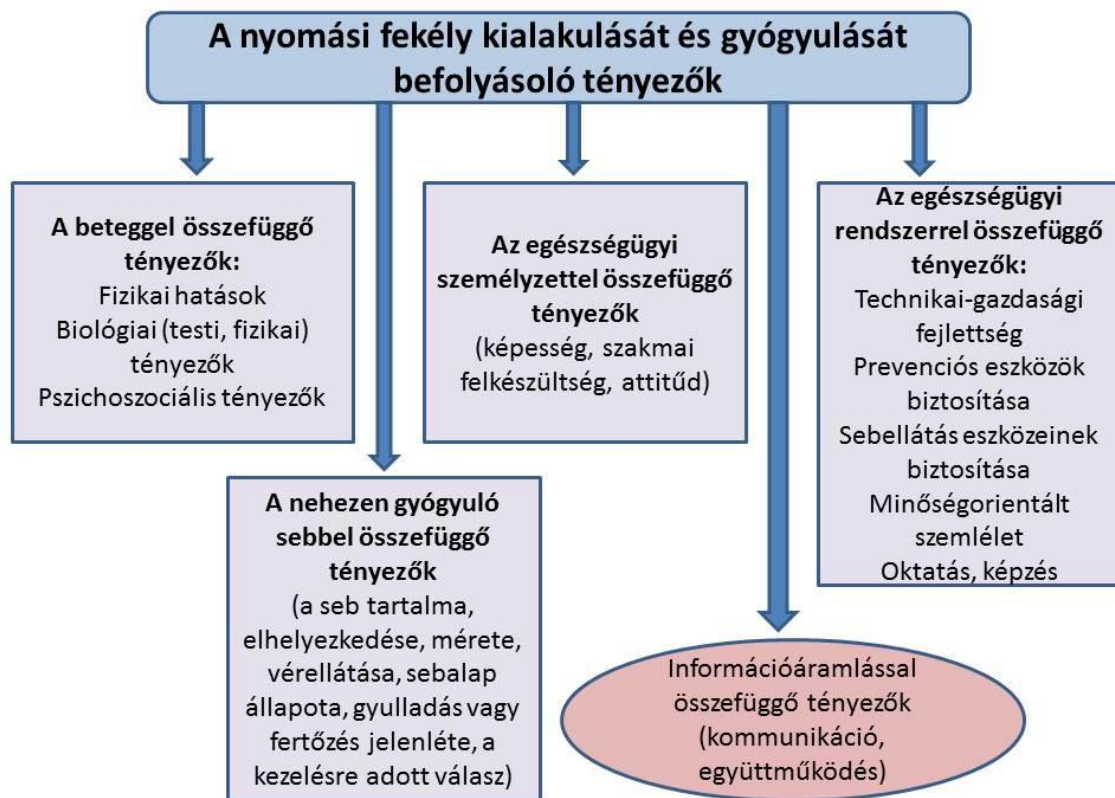 A nyomási fekély kialakulását és gyógyulását
befolyásoló tényezők
A beteggel összefüggő
tényezők:
Fizikai hatások
Biológiai (testi, fizikai)
tényezők
Pszichoszociális tényezők
Az egészségügyi
személyzettel összefüggő
tényezők
(képesség, szakmai
felkészültség, attitűd)
Az egészségügyi
rendszerrel összefüggő
tényezők:
Technikai-gazdasági
fejlettség
Prevenciós eszközök
biztosítása
Sebellátás eszközeinek
biztosítása
Minőségorientált
szemlélet
Oktatás, képzés
A nehezen gyógyuló
sebbel összefüggő
tényezők
(a seb tartalma,
elhelyezkedése, mérete,
vérellátása, sebalap
állapota, gyulladás vagy
fertőzés jelenléte, a
kezelésre adott válasz)
Információáramlással
összefüggő tényezők
(kommunikáció,
együttműködés)